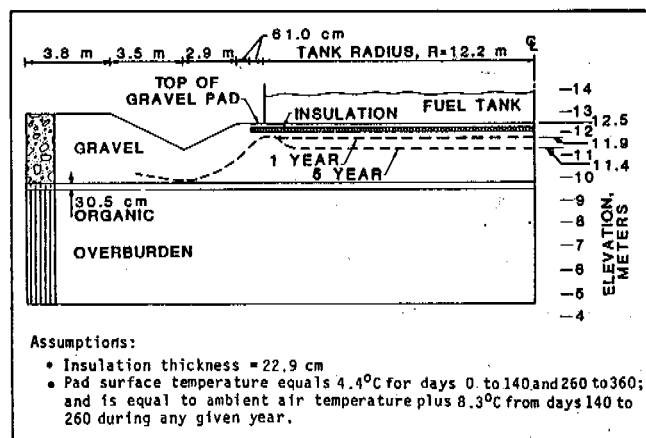 61.0 cm
3.8 m 3.5 m 2.9 m TANK RADIUS, R=12.2 m
℄
TOP OF
GRAVEL PAD
INSULATION
FUEL TANK
GRAVEL
1 YEAR
5 YEAR
30.5 cm
ORGANIC
OVERBURDEN
14
13
12.5
12
11.9
11
11.4
10
9
8
7
6
5
4
ELEVATION,
METERS
Assumptions:
• Insulation thickness = 22.9 cm
• Pad surface temperature equals 4.4°C for days 0 to 140, and 260 to 360;
and is equal to ambient air temperature plus 8.3°C from days 140 to
260 during any given year.